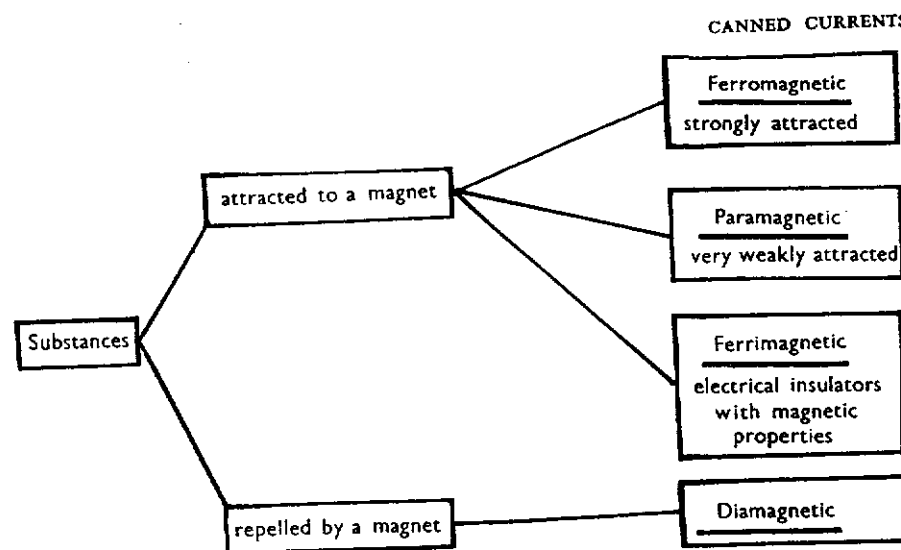 CANNED CURRENTS
Ferromagnetic
strongly attracted
attracted to a magnet
Paramagnetic
very weakly attracted
Substances
Ferrimagnetic
electrical insulators
with magnetic
properties
repelled by a magnet
Diamagnetic